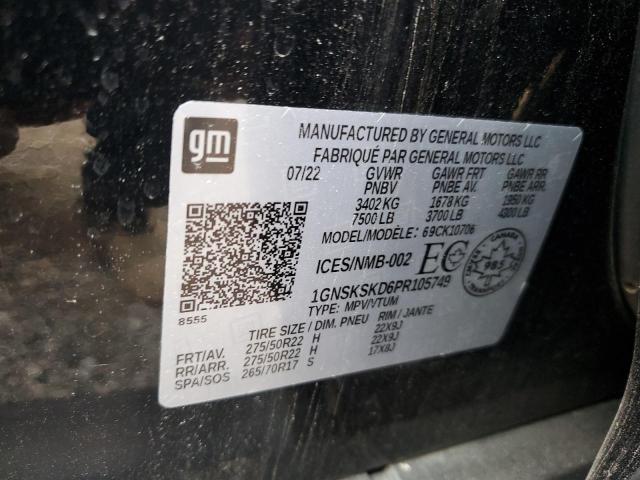 gm
MANUFACTURED BY GENERAL MOTORS LLC
FABRIQUÉ PAR GENERAL MOTORS LLC
07/22 GVWR GAWR FRT GAWR RR
PNBV PNBE AV. PNBE ARR.
3402 KG 1678 KG 1950 KG
7500 LB 3700 LB 4300 LB
MODEL/MODÈLE: 69CK10706
ICES/NMB-002 EC CANADA 985
1GNSKSKD6PR105749
TYPE: MPV/VTUM
8555
TIRE SIZE / DIM. PNEU RIM / JANTE
FRT/AV. 275/50R22 H 22X9J
RR/ARR. 275/50R22 H 22X9J
SPA/SOS 265/70R17 S 17X8J